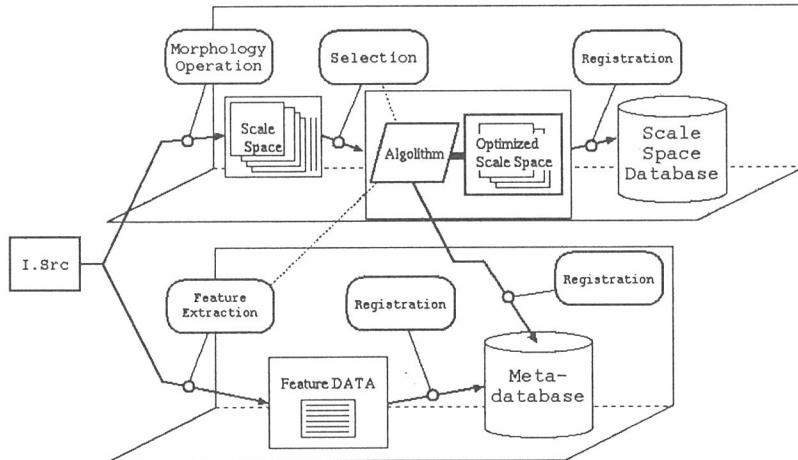 Morphology
Operation
Selection
Registration
Scale
Space
Algorithm
Optimized
Scale Space
Scale
Space
Database
I.Src
Feature
Extraction
Registration
Registration
Feature DATA
Meta-
database